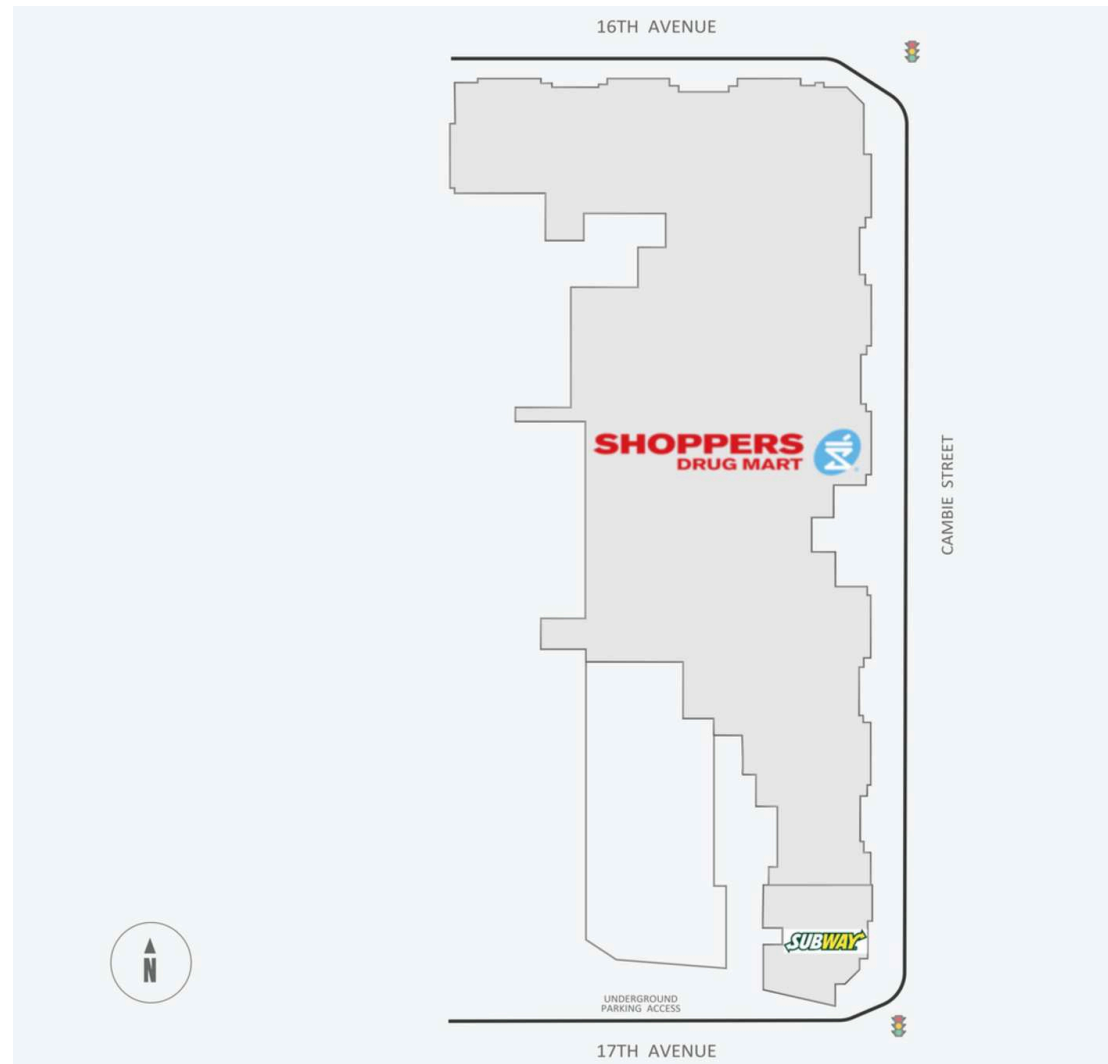 16TH AVENUE
SHOPPERS
DRUG MART
CAMBIE STREET
SUBWAY
N
UNDERGROUND
PARKING ACCESS
17TH AVENUE